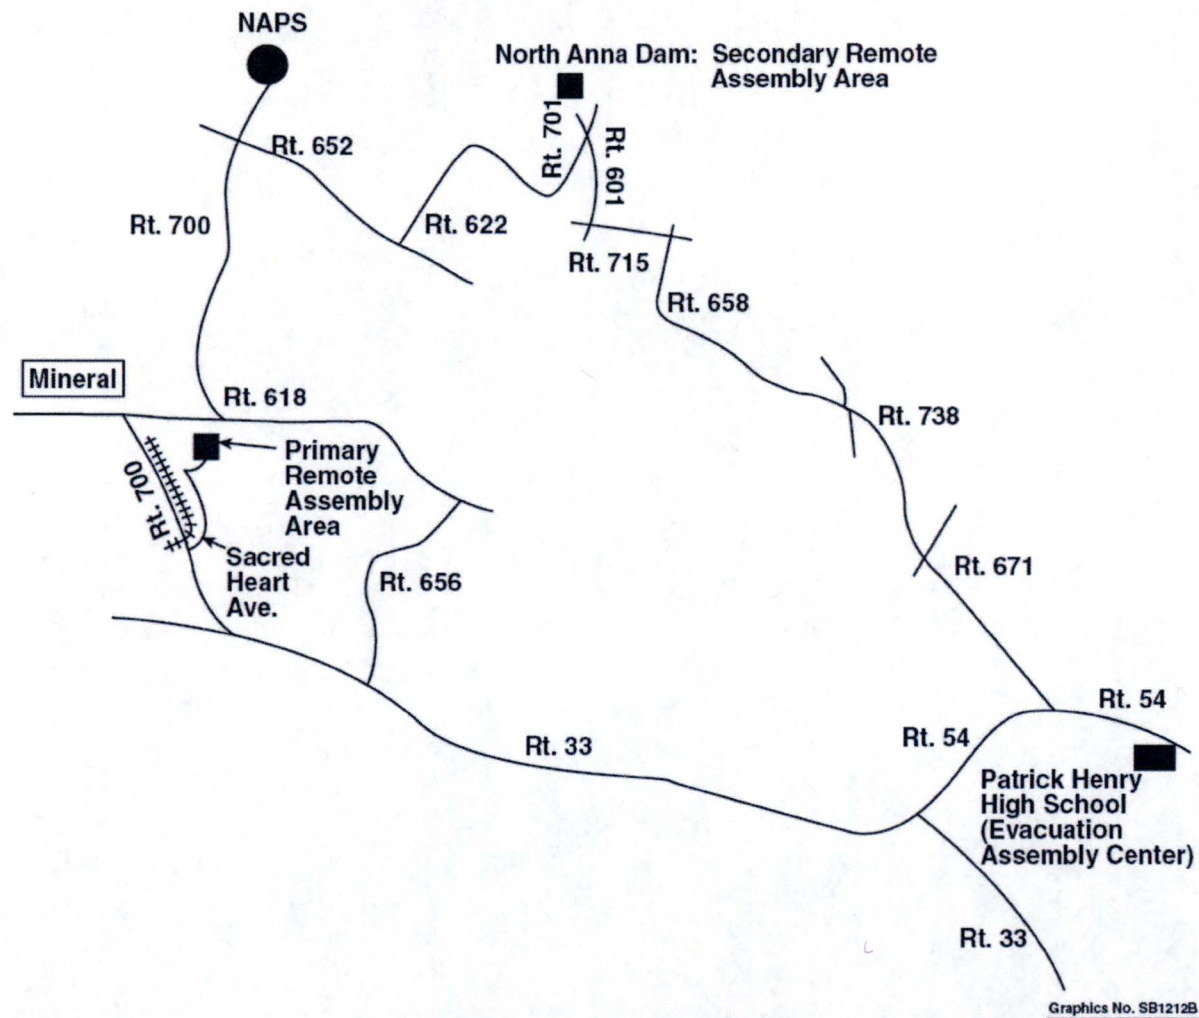 NAPS
North Anna Dam: Secondary Remote
Assembly Area
Rt. 701
Rt. 601
Rt. 652
Rt. 700
Rt. 622
Rt. 715
Rt. 658
Mineral
Rt. 618
Rt. 738
Primary
Remote
Assembly
Area
Rt. 700
Sacred
Heart
Ave.
Rt. 656
Rt. 671
Rt. 54
Rt. 33
Rt. 54
Patrick Henry
High School
(Evacuation
Assembly Center)
Rt. 33
Graphics No. SB1212B